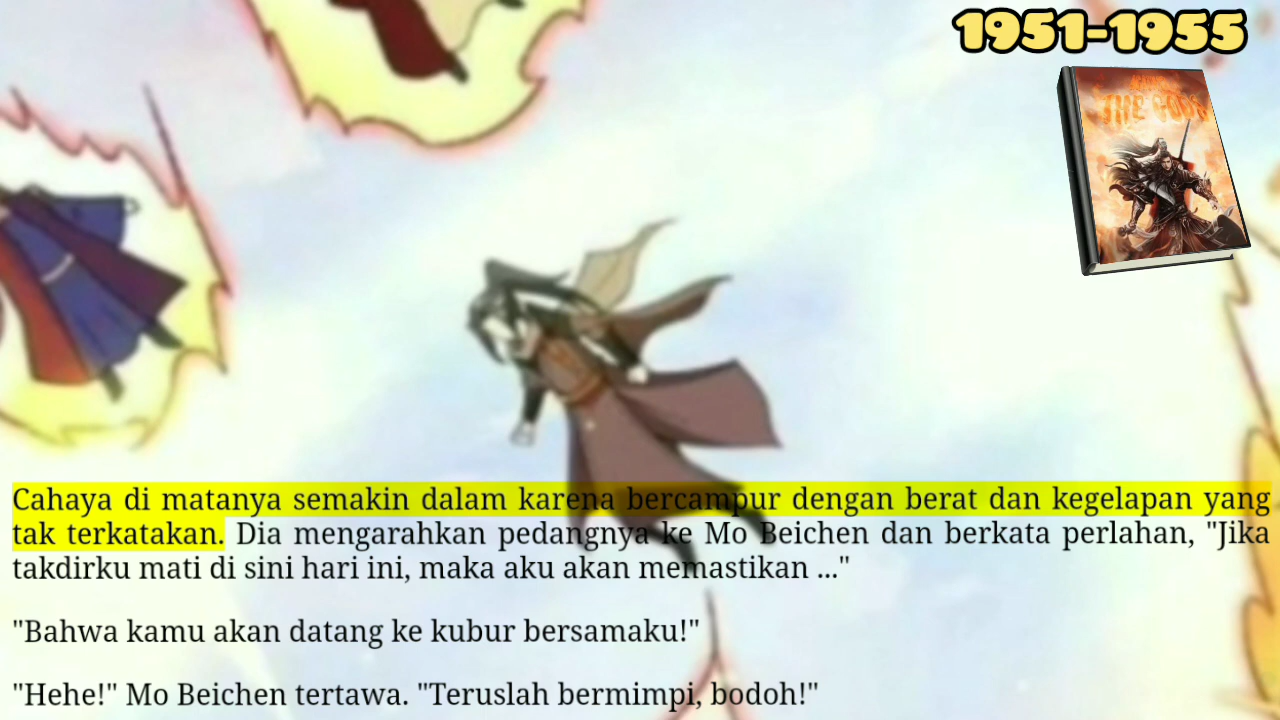 1951-1955
THE GODS
Cahaya di matanya semakin dalam karena bercampur dengan berat dan kegelapan yang
tak terkatakan. Dia mengarahkan pedangnya ke Mo Beichen dan berkata perlahan, "Jika
takdirku mati di sini hari ini, maka aku akan memastikan ..."
"Bahwa kamu akan datang ke kubur bersamaku!"
"Hehe!" Mo Beichen tertawa. "Teruslah bermimpi, bodoh!"